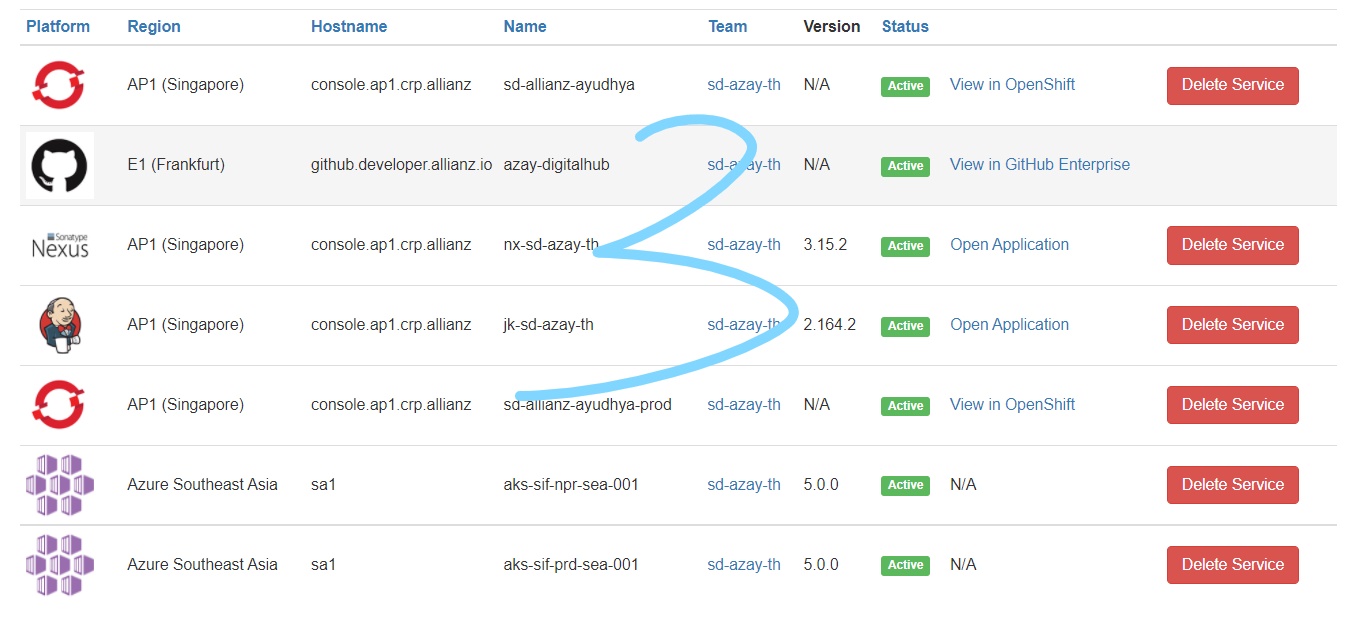 Platform Region Hostname Name Team Version Status
AP1 (Singapore) console.ap1.crp.allianz sd-allianz-ayudhya sd-azay-th N/A Active View in OpenShift Delete Service
E1 (Frankfurt) github.developer.allianz.io azay-digitalhub sd-azay-th N/A Active View in GitHub Enterprise
Sonatype Nexus AP1 (Singapore) console.ap1.crp.allianz nx-sd-azay-th sd-azay-th 3.15.2 Active Open Application Delete Service
AP1 (Singapore) console.ap1.crp.allianz jk-sd-azay-th sd-azay-th 2.164.2 Active Open Application Delete Service
AP1 (Singapore) console.ap1.crp.allianz sd-allianz-ayudhya-prod sd-azay-th N/A Active View in OpenShift Delete Service
Azure Southeast Asia sa1 aks-sif-npr-sea-001 sd-azay-th 5.0.0 Active N/A Delete Service
Azure Southeast Asia sa1 aks-sif-prd-sea-001 sd-azay-th 5.0.0 Active N/A Delete Service
3